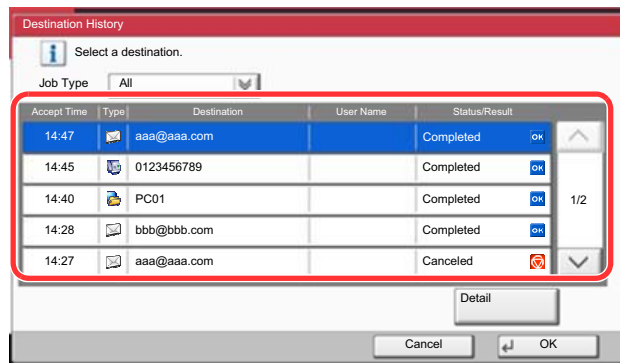 Destination History
i Select a destination.
Job Type All
Accept Time Type Destination User Name Status/Result
14:47 aaa@aaa.com Completed OK
14:45 0123456789 Completed OK
14:40 PC01 Completed OK
1/2
14:28 bbb@bbb.com Completed OK
14:27 aaa@aaa.com Canceled
Detail
Cancel OK